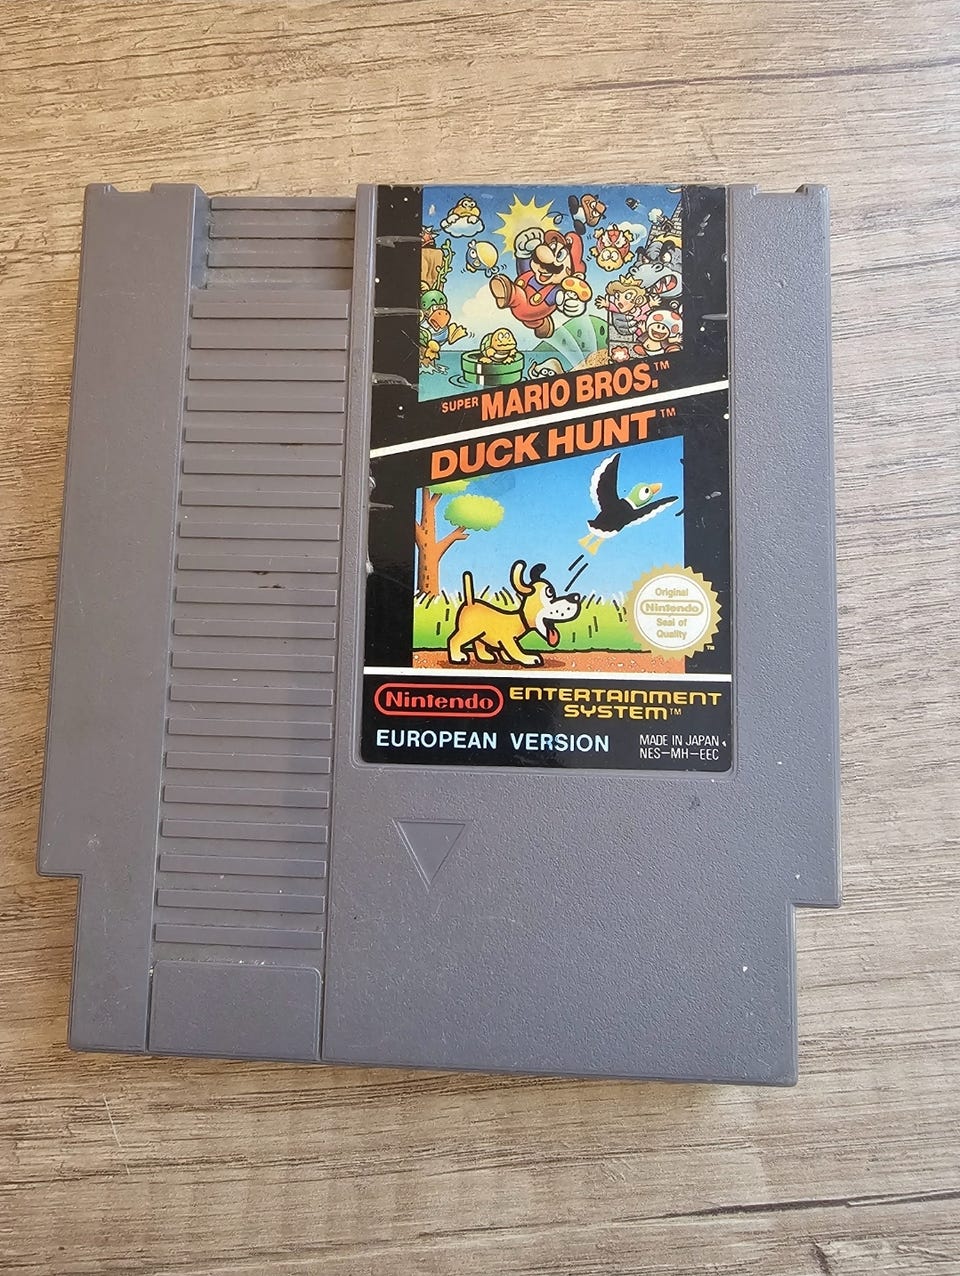 SUPER MARIO BROS.™
DUCK HUNT™
Original
Nintendo
Seal of
Quality
TM
Nintendo ENTERTAINMENT
SYSTEM™
EUROPEAN VERSION
MADE IN JAPAN
NES-MH-EEC